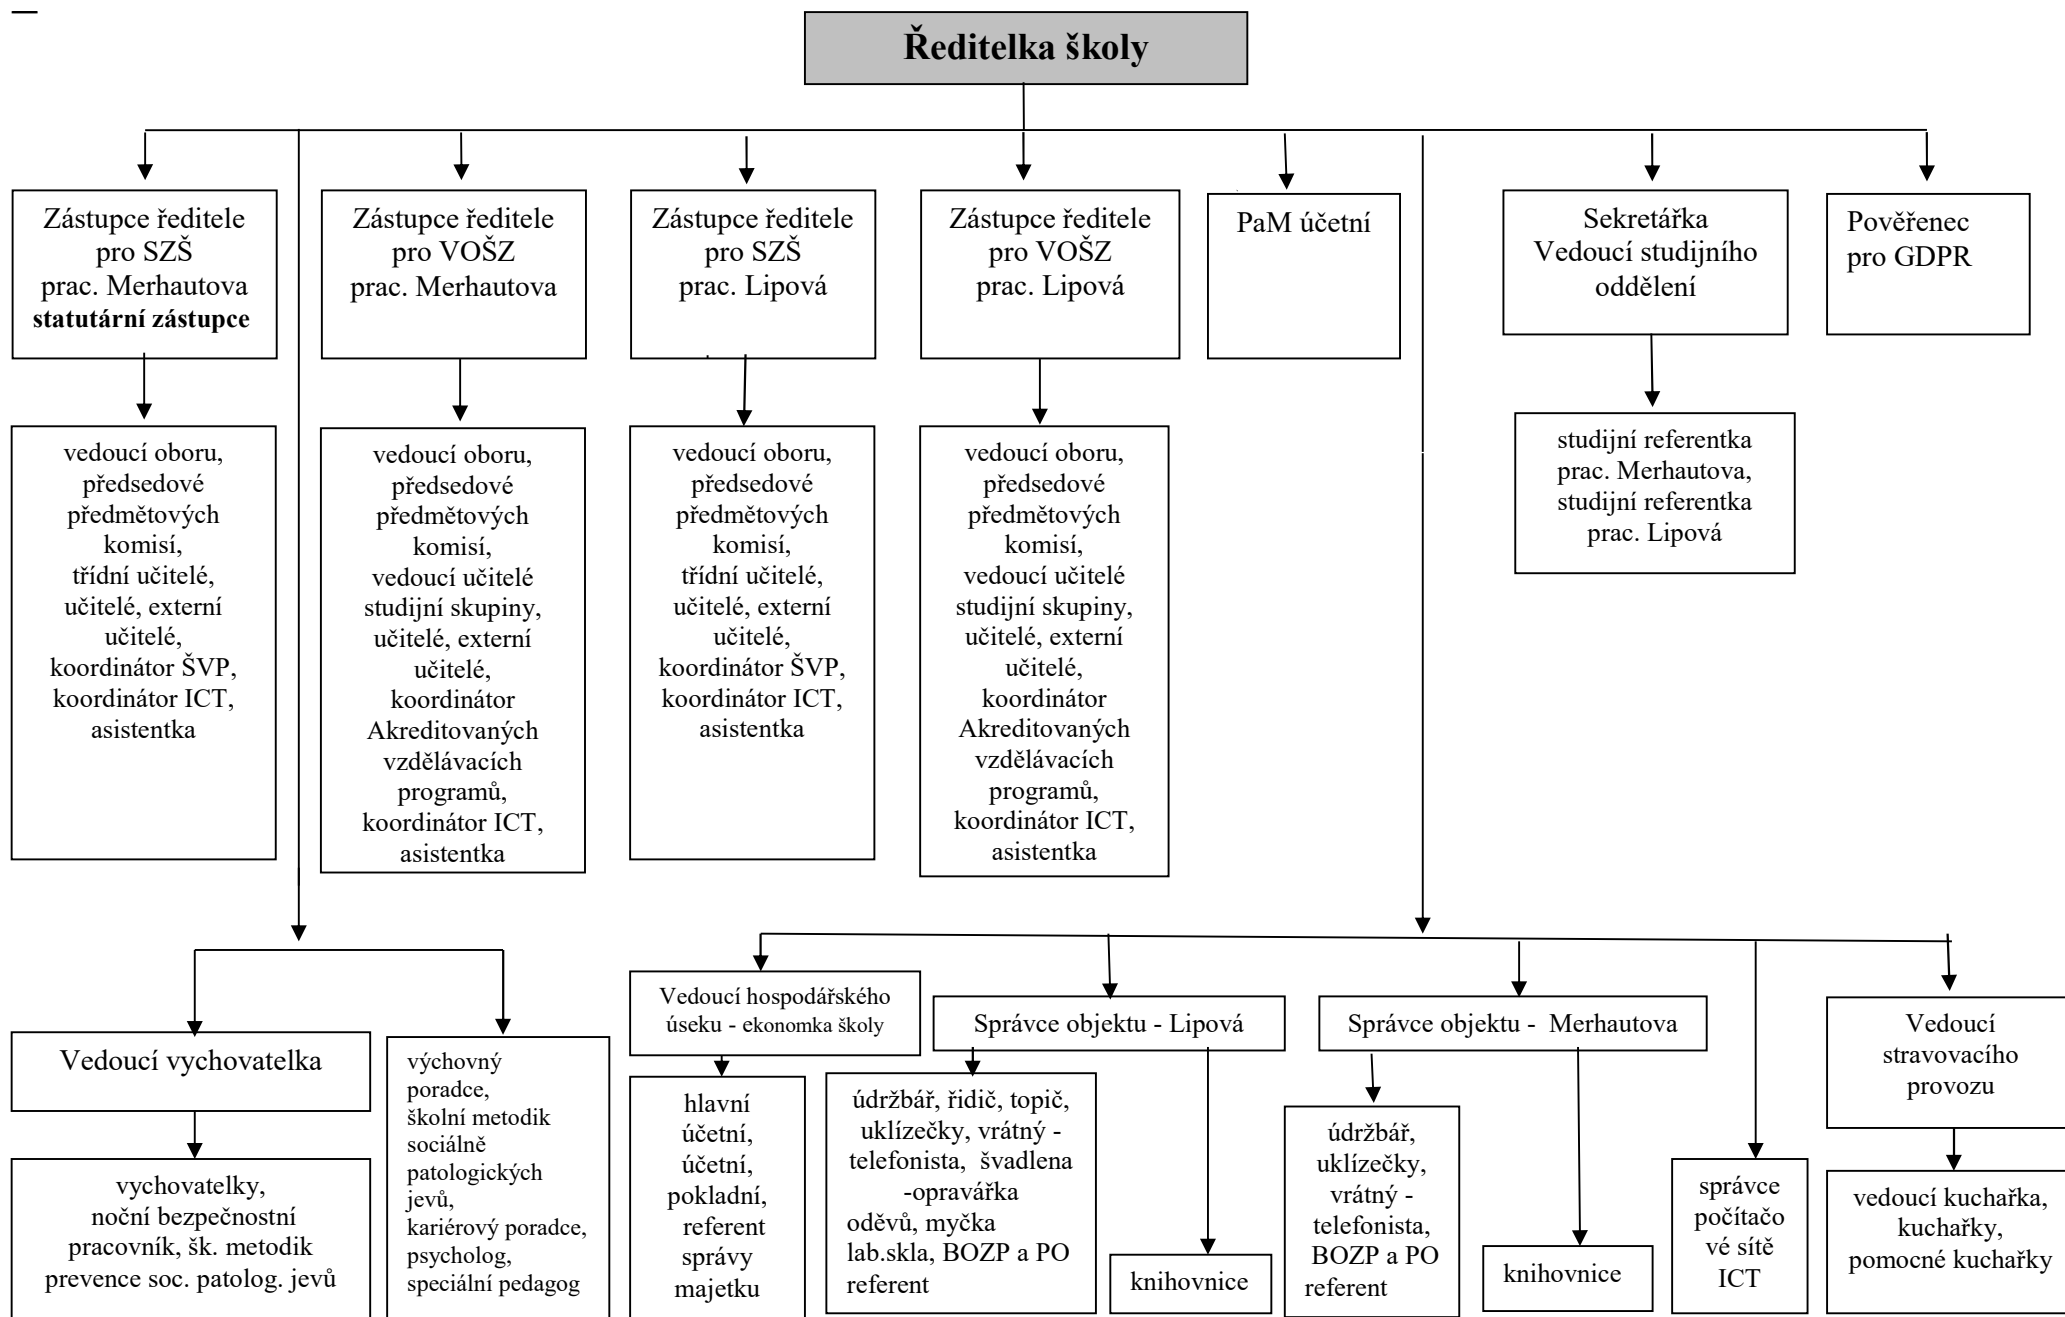 Ředitelka školy
Zástupce ředitele
pro SZŠ
prac. Merhautova
statutární zástupce
Zástupce ředitele
pro VOŠZ
prac. Merhautova
Zástupce ředitele
pro SZŠ
prac. Lipová
Zástupce ředitele
pro VOŠZ
prac. Lipová
PaM účetní
Sekretářka
Vedoucí studijního
oddělení
Pověřenec
pro GDPR
vedoucí oboru,
předsedové
předmětových
komisí,
třídní učitelé,
učitelé, externí
učitelé,
koordinátor ŠVP,
koordinátor ICT,
asistentka
vedoucí oboru,
předsedové
předmětových
komisí,
vedoucí učitelé
studijní skupiny,
učitelé, externí
učitelé,
koordinátor
Akreditovaných
vzdělávacích
programů,
koordinátor ICT,
asistentka
vedoucí oboru,
předsedové
předmětových
komisí,
třídní učitelé,
učitelé, externí
učitelé,
koordinátor ŠVP,
koordinátor ICT,
asistentka
vedoucí oboru,
předsedové
předmětových
komisí,
vedoucí učitelé
studijní skupiny,
učitelé, externí
učitelé,
koordinátor
Akreditovaných
vzdělávacích
programů,
koordinátor ICT,
asistentka
studijní referentka
prac. Merhautova,
studijní referentka
prac. Lipová
Vedoucí vychovatelka
vychovatelky,
noční bezpečnostní
pracovník, šk. metodik
prevence soc. patolog. jevů
výchovný
poradce,
školní metodik
sociálně
patologických
jevů,
kariérový poradce,
psycholog,
speciální pedagog
Vedoucí hospodářského
úseku - ekonomka školy
hlavní
účetní,
účetní,
pokladní,
referent
správy
majetku
Správce objektu - Lipová
údržbář, řidič, topič,
uklízečky, vrátný -
telefonista, švadlena
-opravářka
oděvů, myčka
lab.skla, BOZP a PO
referent
knihovnice
Správce objektu - Merhautova
údržbář,
uklízečky,
vrátný -
telefonista,
BOZP a PO
referent
knihovnice
správce
počítačo
vé sítě
ICT
Vedoucí
stravovacího
provozu
vedoucí kuchařka,
kuchařky,
pomocné kuchařky